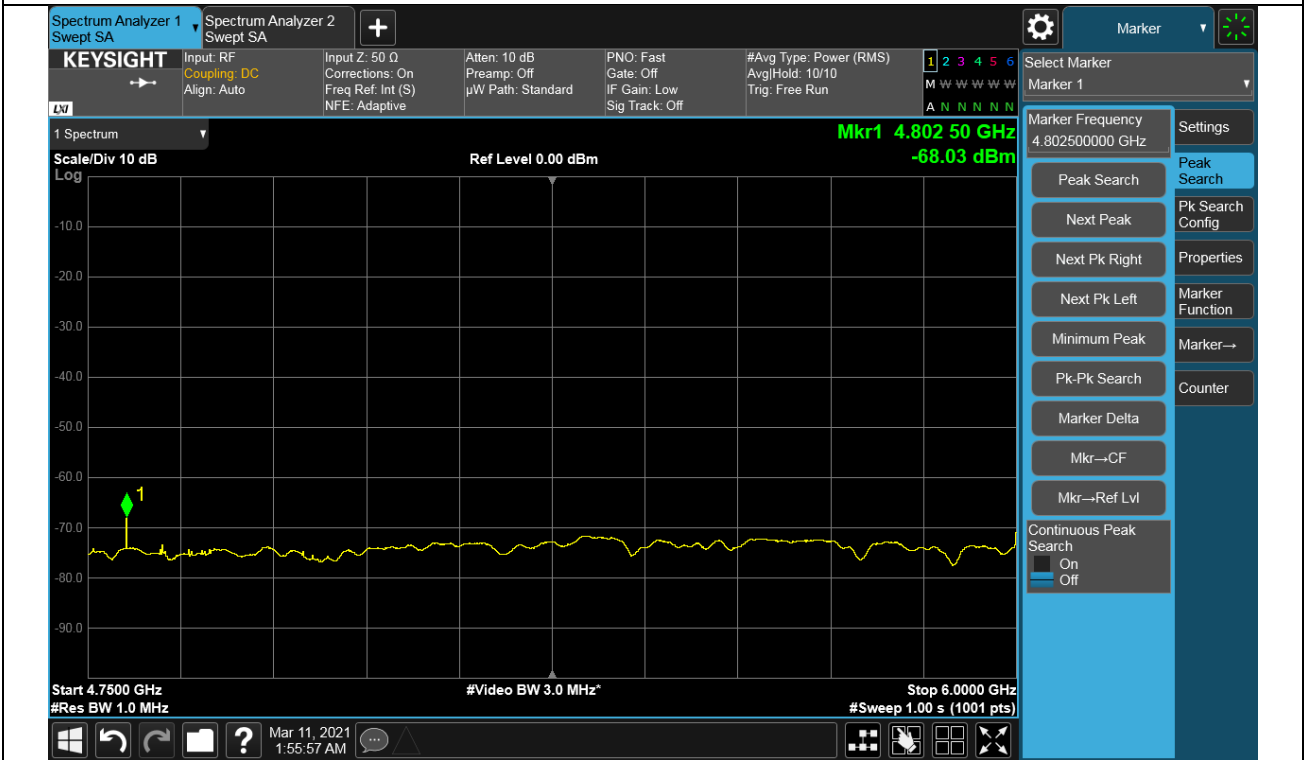 Spectrum Analyzer 1
Swept SA
Spectrum Analyzer 2
Swept SA
Marker
KEYSIGHT
LXI
Input: RF
Coupling: DC
Align: Auto
Input Z: 50 Ω
Corrections: On
Freq Ref: Int (S)
NFE: Adaptive
Atten: 10 dB
Preamp: Off
µW Path: Standard
PNO: Fast
Gate: Off
IF Gain: Low
Sig Track: Off
#Avg Type: Power (RMS)
Avg|Hold: 10/10
Trig: Free Run
1 2 3 4 5 6
M W W W W W
A N N N N N
Select Marker
Marker 1
1 Spectrum
Scale/Div 10 dB
Log
Ref Level 0.00 dBm
Mkr1 4.802 50 GHz
-68.03 dBm
-10.0
-20.0
-30.0
-40.0
-50.0
-60.0
-70.0
-80.0
-90.0
1
Start 4.7500 GHz
#Res BW 1.0 MHz
#Video BW 3.0 MHz*
Stop 6.0000 GHz
#Sweep 1.00 s (1001 pts)
Marker Frequency
4.802500000 GHz
Peak Search
Next Peak
Next Pk Right
Next Pk Left
Minimum Peak
Pk-Pk Search
Marker Delta
Mkr→CF
Mkr→Ref Lvl
Continuous Peak
Search
On
Off
Settings
Peak
Search
Pk Search
Config
Properties
Marker
Function
Marker→
Counter
?
Mar 11, 2021
1:55:57 AM